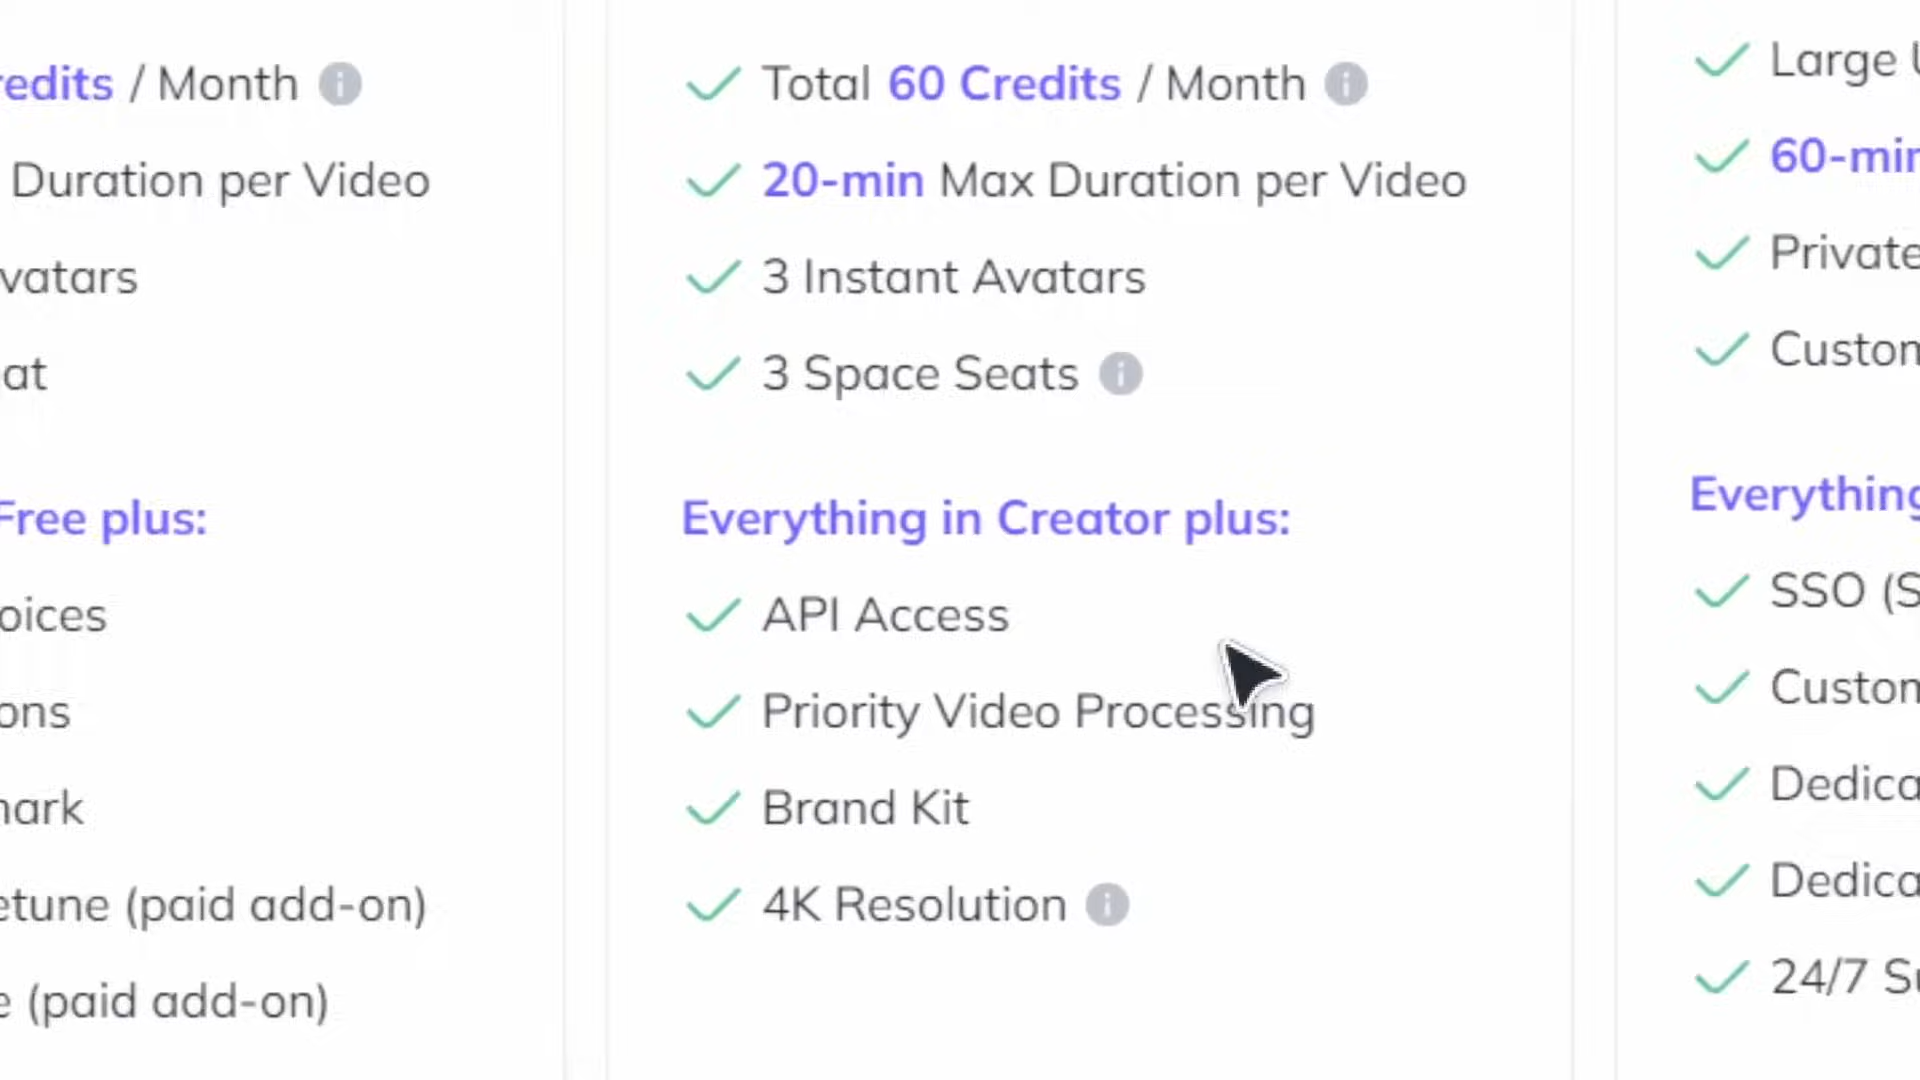 redits / Month
Duration per Video
vatars
at
Free plus:
oices
ons
ark
etune (paid add-on)
e (paid add-on)
Total 60 Credits / Month
20-min Max Duration per Video
3 Instant Avatars
3 Space Seats
Everything in Creator plus:
API Access
Priority Video Processing
Brand Kit
4K Resolution
Large U
60-min
Private
Custom
Everything
SSO (S
Custom
Dedica
Dedica
24/7 Su